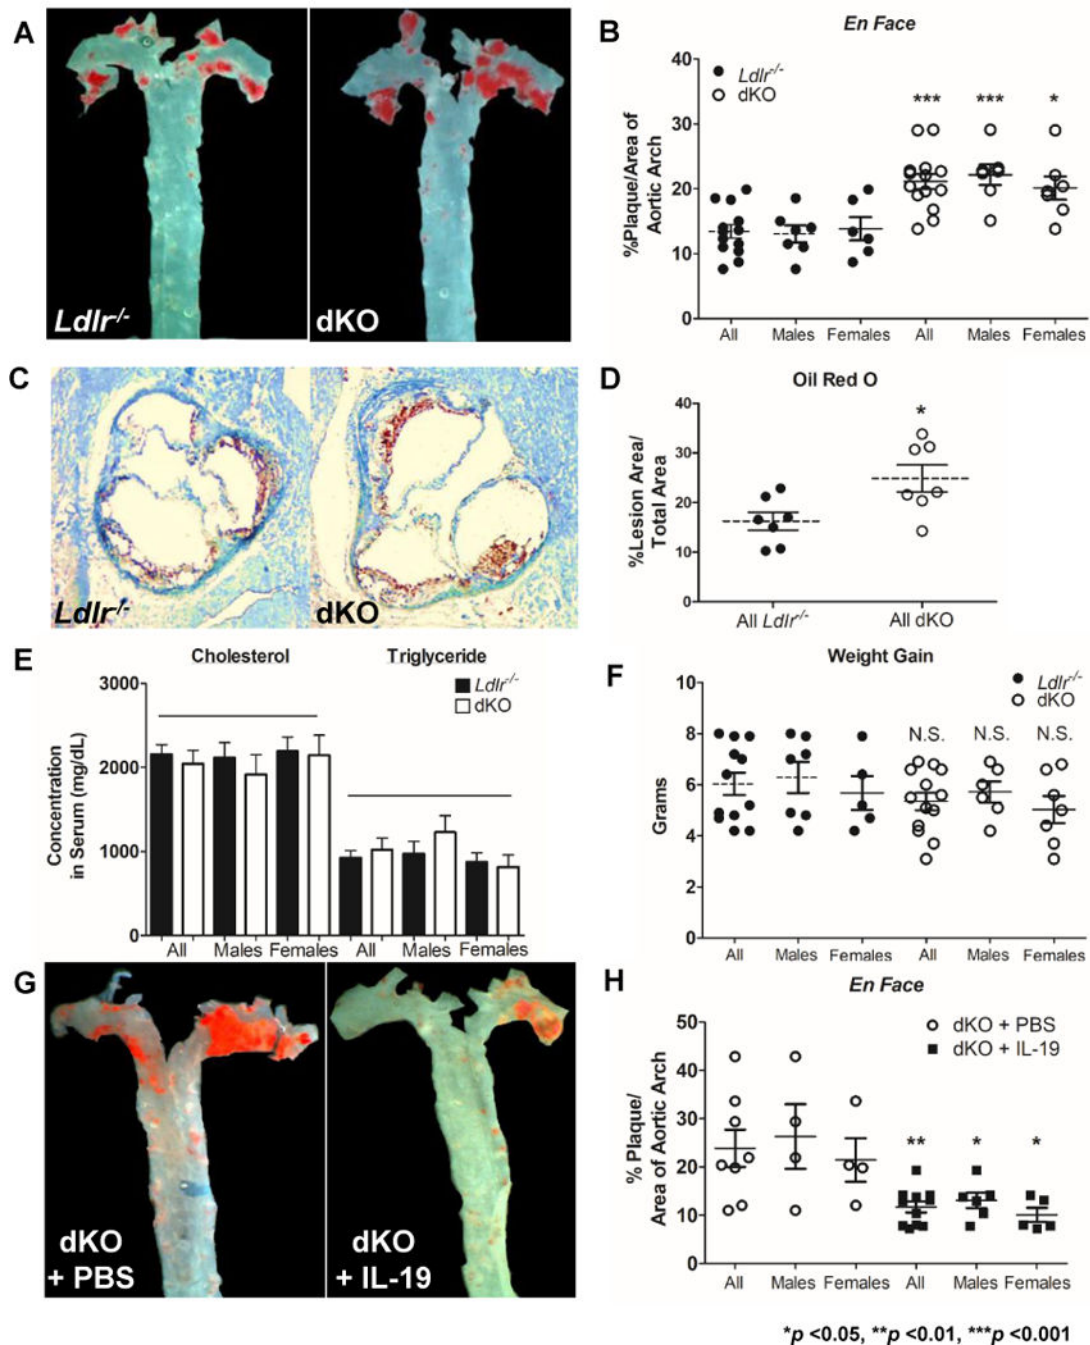 A
Ldlr-/-
dKO
B
En Face
Ldlr-/-
dKO
%Plaque/Area of
Aortic Arch
40
30
20
10
0
*** *** *
All Males Females All Males Females
C
Ldlr-/-
dKO
D
Oil Red O
%Lesion Area/
Total Area
40
30
20
10
0
*
All Ldlr-/- All dKO
E
Cholesterol Triglyceride
Ldlr-/-
dKO
Concentration
in Serum (mg/dL)
3000
2000
1000
0
All Males Females All Males Females
F
Weight Gain
Ldlr-/-
dKO
Grams
10
8
6
4
2
0
N.S. N.S. N.S.
All Males Females All Males Females
G
dKO
+ PBS
dKO
+ IL-19
H
En Face
dKO + PBS
dKO + IL-19
% Plaque/
Area of Aortic Arch
50
40
30
20
10
0
** * *
All Males Females All Males Females
*p <0.05, **p <0.01, ***p <0.001